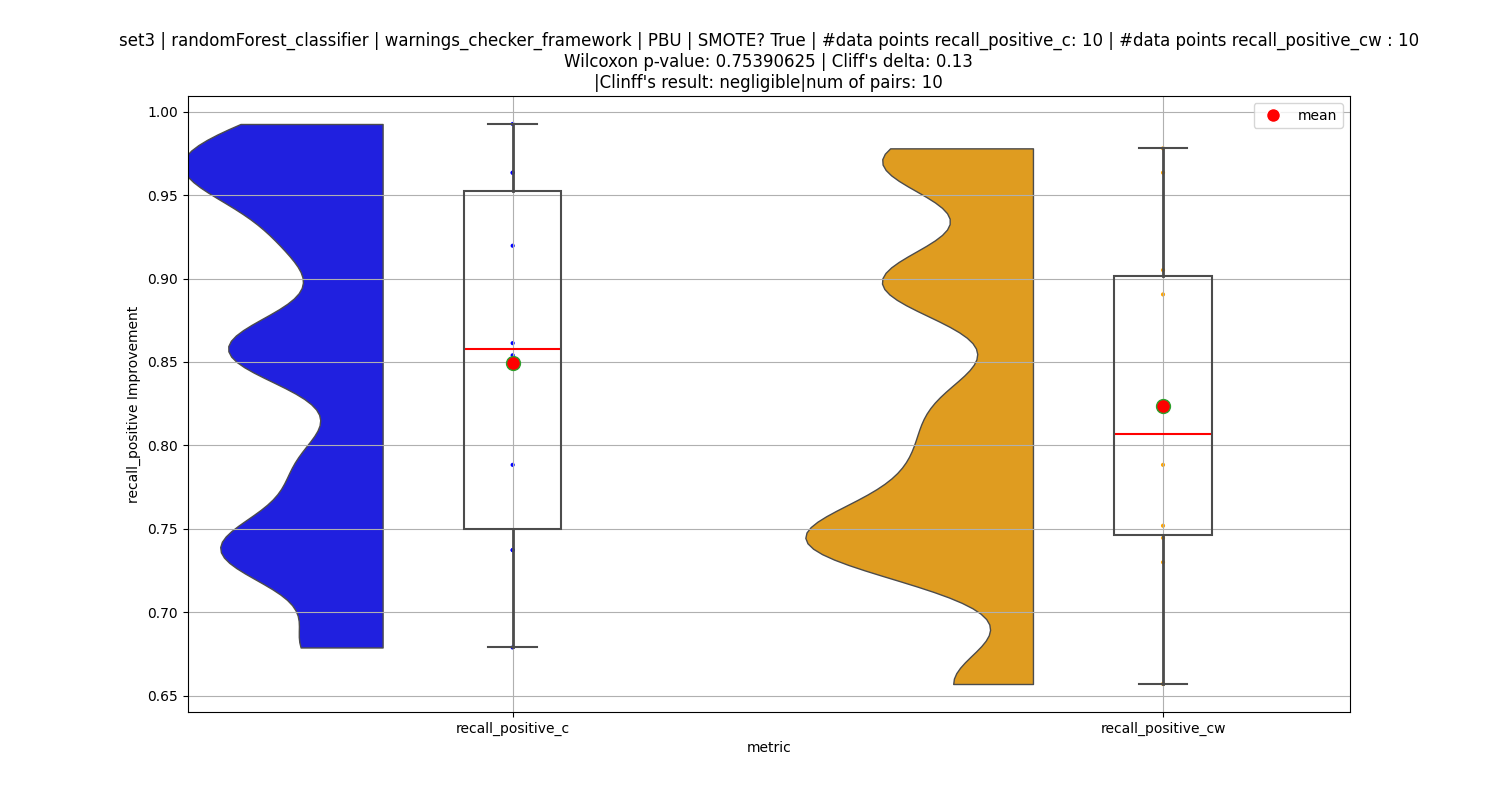 set3 | randomForest_classifier | warnings_checker_framework | PBU | SMOTE? True | #data points recall_positive_c: 10 | #data points recall_positive_cw : 10
Wilcoxon p-value: 0.75390625 | Cliff's delta: 0.13
|Clinff's result: negligible|num of pairs: 10
mean
1.00
0.95
0.90
0.85
0.80
0.75
0.70
0.65
recall_positive Improvement
recall_positive_c
recall_positive_cw
metric